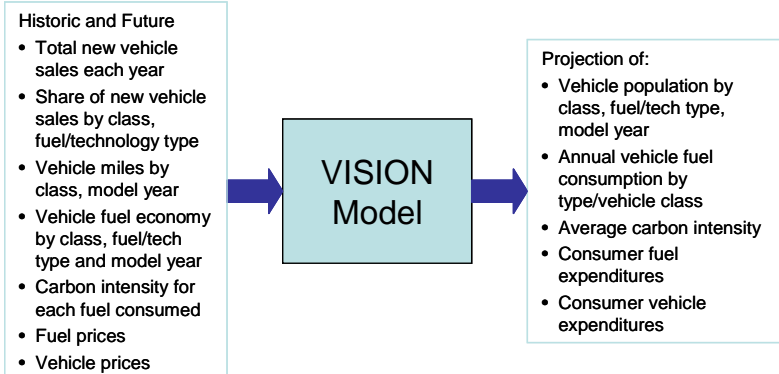 Historic and Future
• Total new vehicle
sales each year
• Share of new vehicle
sales by class,
fuel/technology type
• Vehicle miles by
class, model year
• Vehicle fuel economy
by class, fuel/tech
type and model year
• Carbon intensity for
each fuel consumed
• Fuel prices
• Vehicle prices
VISION
Model
Projection of:
• Vehicle population by
class, fuel/tech type,
model year
• Annual vehicle fuel
consumption by
type/vehicle class
• Average carbon intensity
• Consumer fuel
expenditures
• Consumer vehicle
expenditures